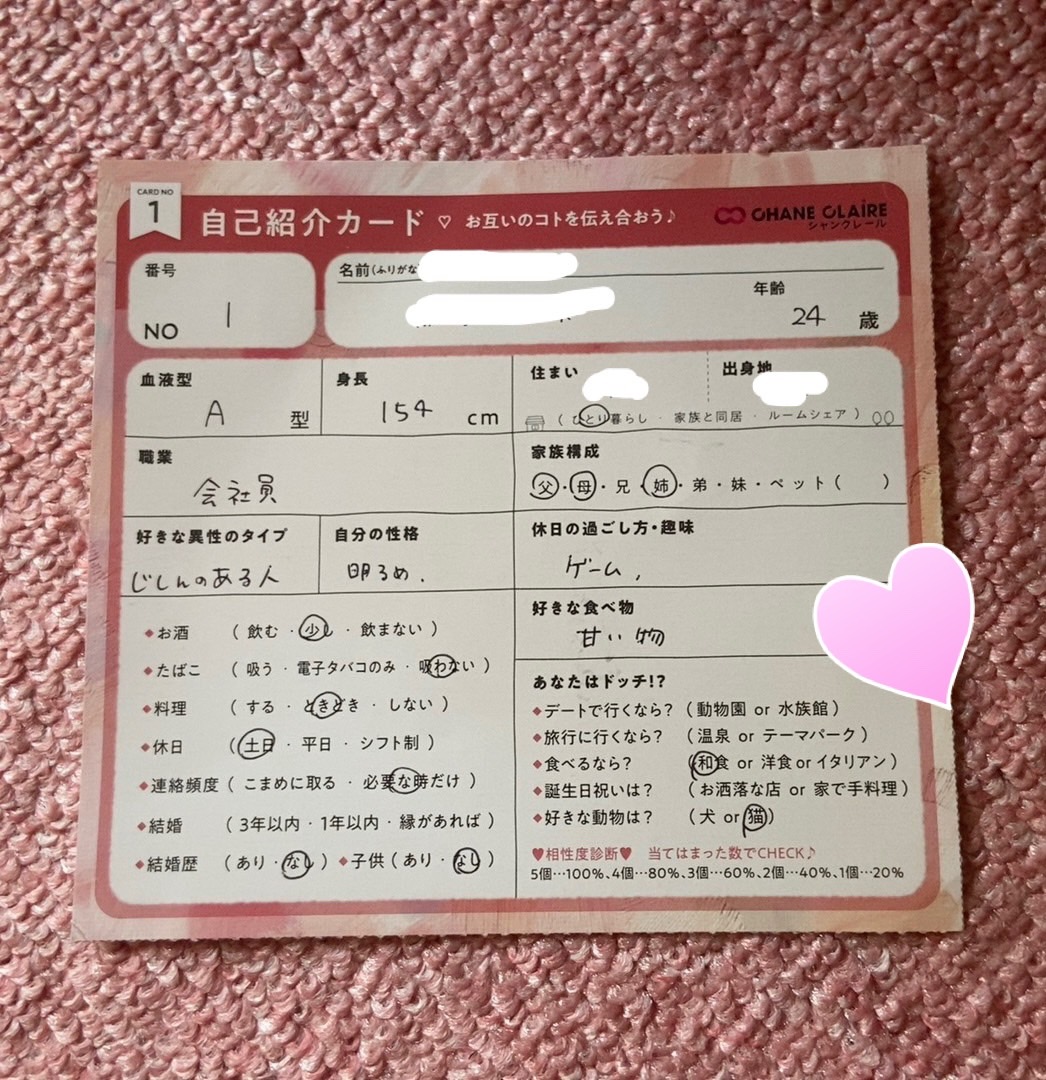 CARD NO
1
自己紹介カード ♡ お互いのコトを伝え合おう♪
CHANE CLAIRE
シャンクレール
番号
NO 1
名前(ふりがな
年齢
24 歳
血液型
A 型
身長
154 cm
住まい
出身地
( ひとり暮らし ・ 家族と同居 ・ ルームシェア )
職業
会社員
家族構成
父・母・兄・姉・弟・妹・ペット( )
好きな異性のタイプ
じしんのある人
自分の性格
明るめ.
休日の過ごし方・趣味
ゲーム,
好きな食べ物
甘い物
◆お酒 ( 飲む ・ 少し ・ 飲まない )
◆たばこ ( 吸う ・ 電子タバコのみ ・ 吸わない )
◆料理 ( する ・ ときどき ・ しない )
◆休日 ( 土日 ・ 平日 ・ シフト制 )
◆連絡頻度 ( こまめに取る ・ 必要な時だけ )
◆結婚 ( 3年以内 ・ 1年以内 ・ 縁があれば )
◆結婚歴 ( あり ・ なし ) ◆子供 ( あり ・ なし )
あなたはドッチ!?
◆デートで行くなら? ( 動物園 or 水族館 )
◆旅行に行くなら? ( 温泉 or テーマパーク )
◆食べるなら? ( 和食 or 洋食 or イタリアン )
◆誕生日祝いは? ( お洒落な店 or 家で手料理 )
◆好きな動物は? ( 犬 or 猫 )
♥相性度診断♥ 当てはまった数でCHECK♪
5個…100%、4個…80%、3個…60%、2個…40%、1個…20%